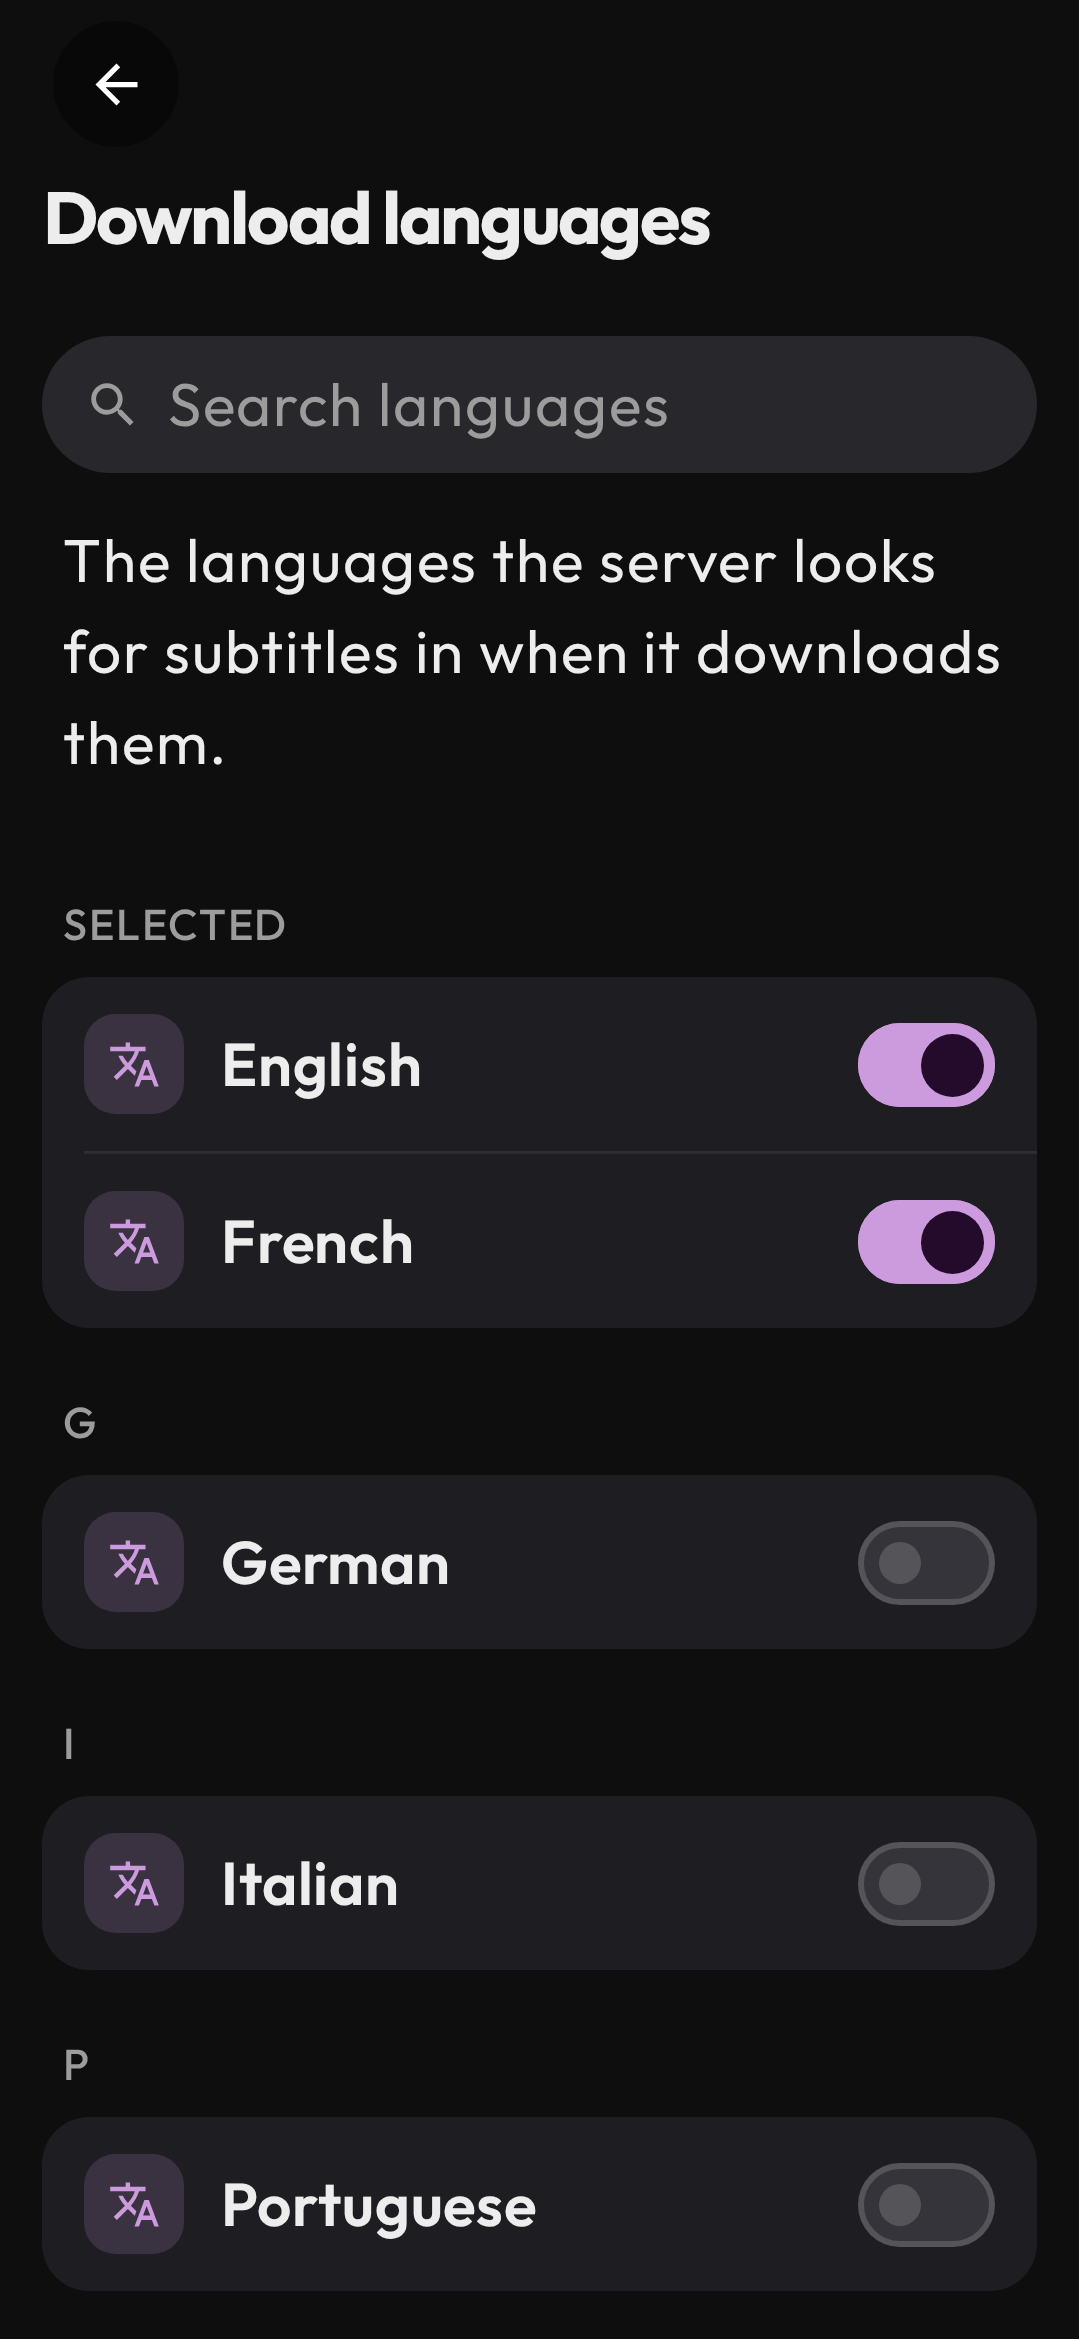 Download languages
Search languages
The languages the server looks
for subtitles in when it downloads
them.
SELECTED
English
French
G
German
I
Italian
P
Portuguese